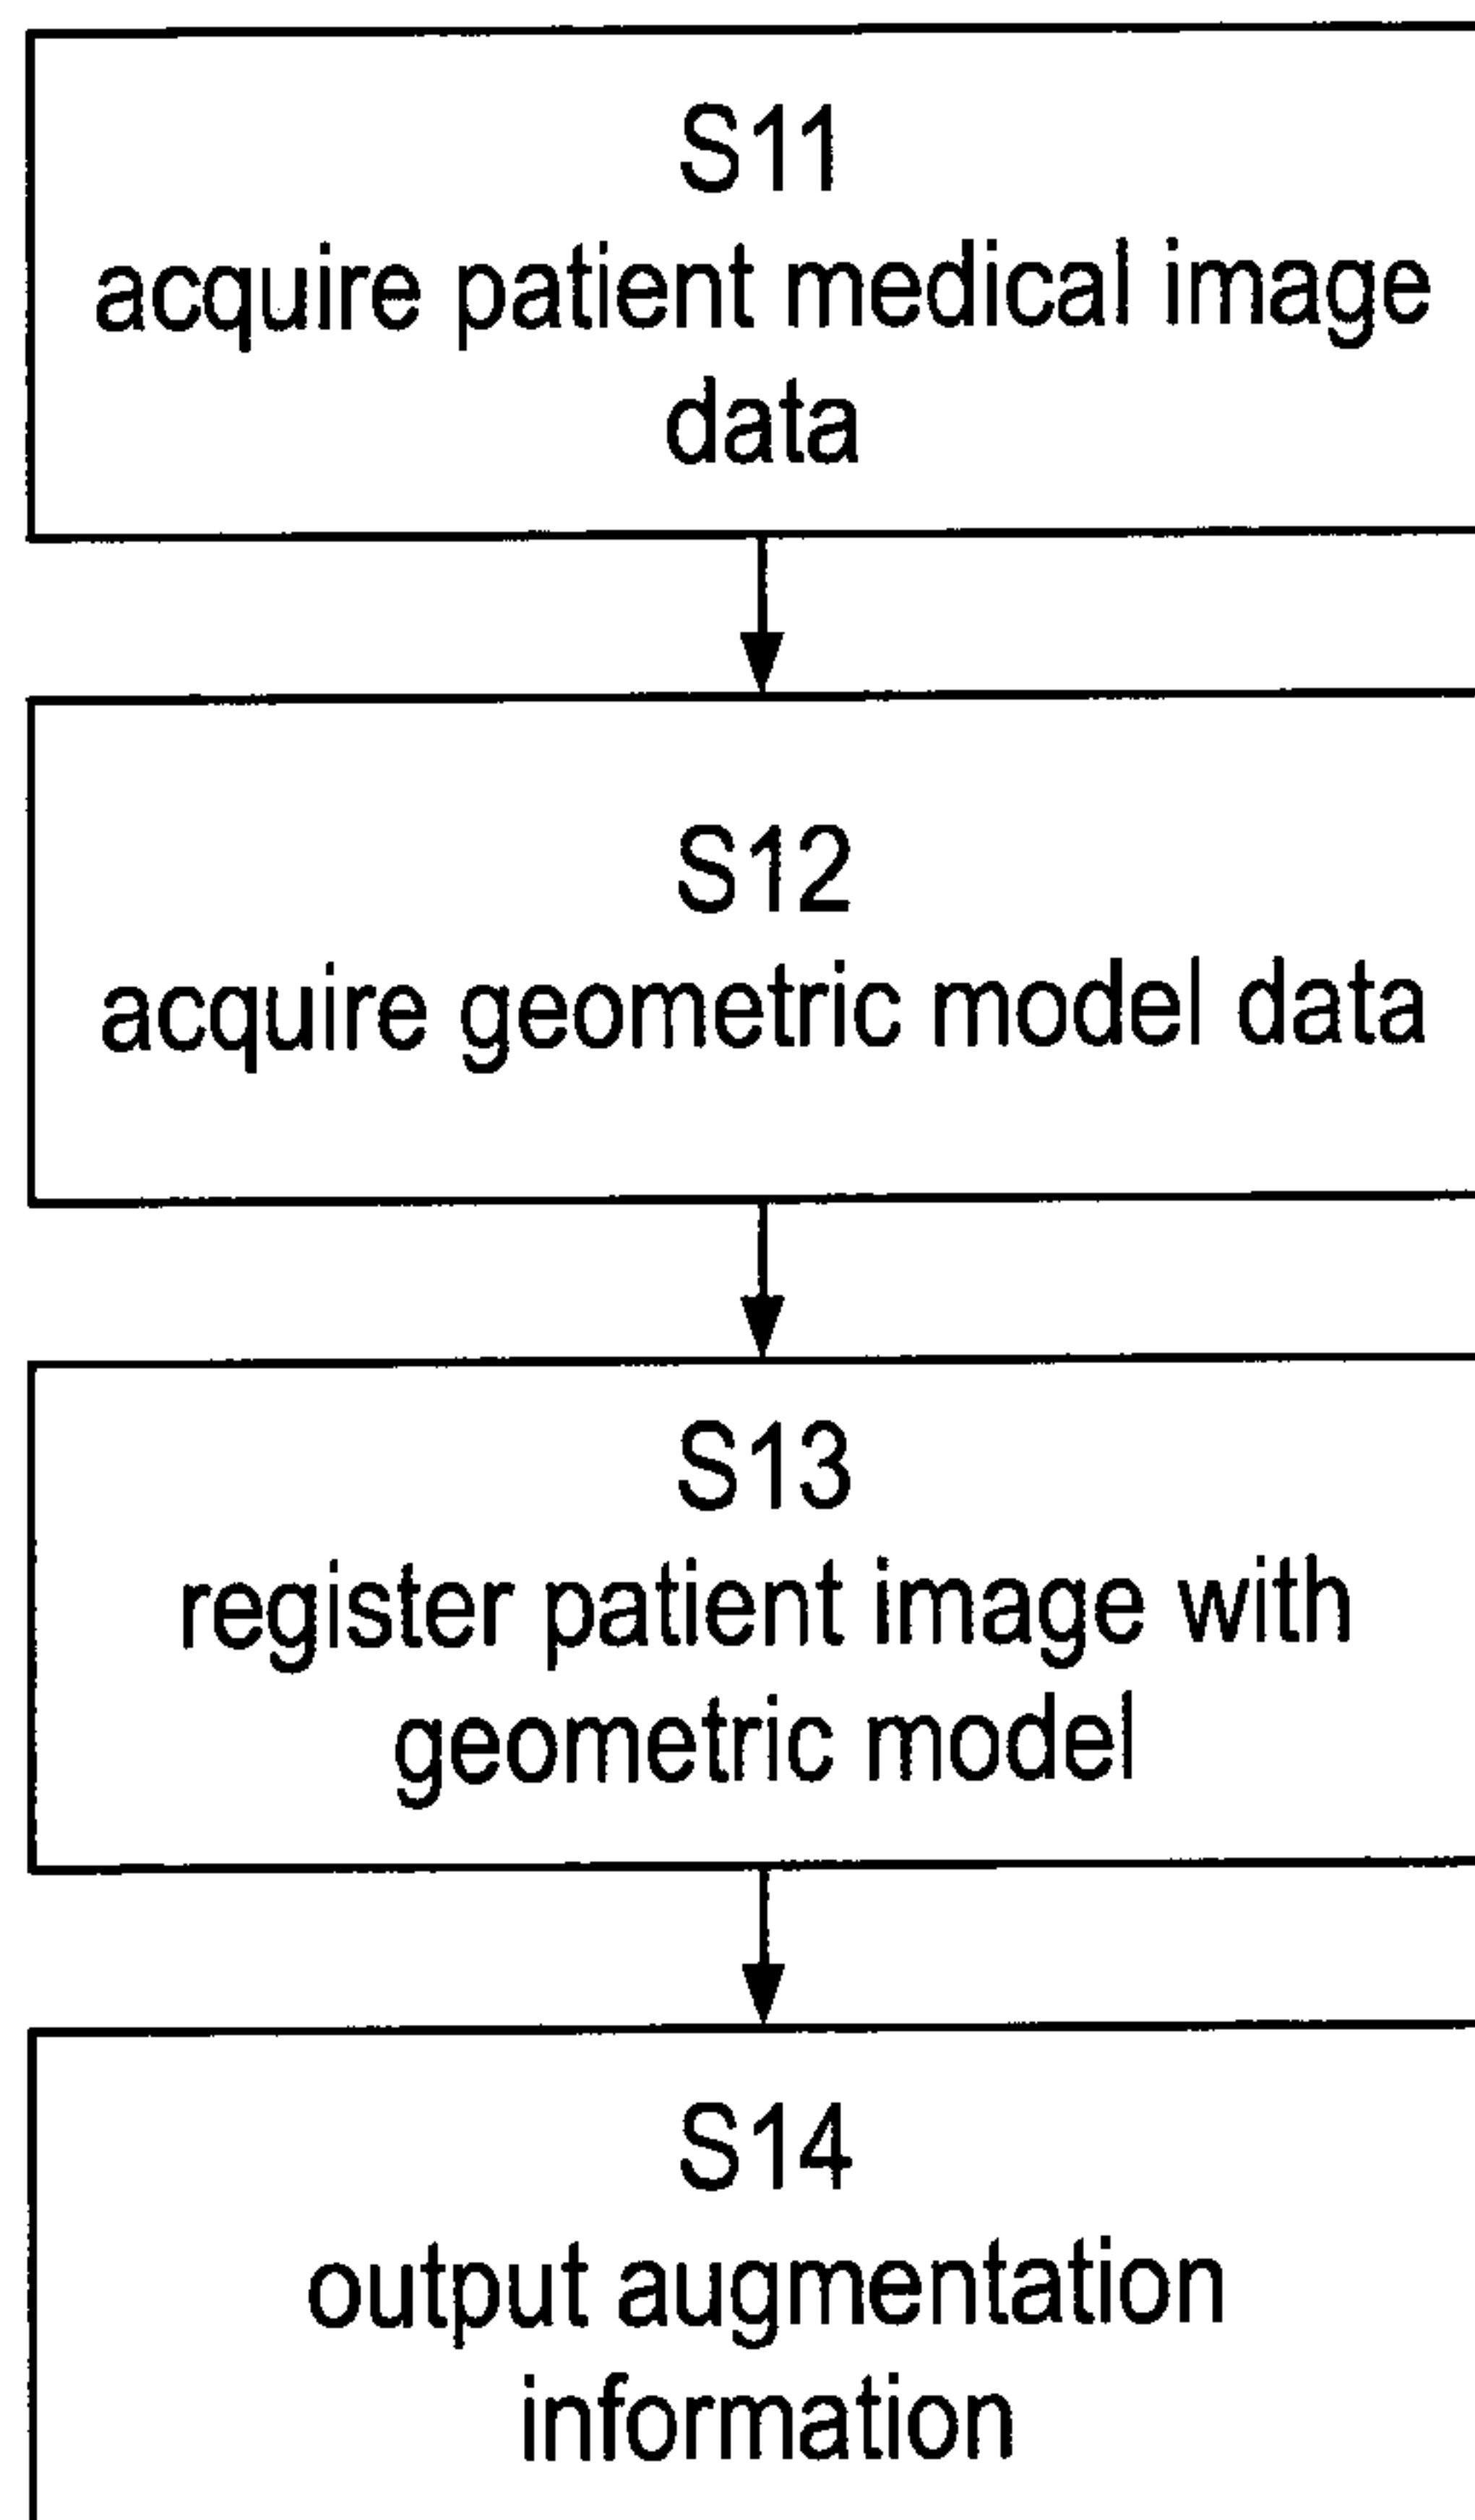 S11
acquire patient medical image
data
S12
acquire geometric model data
S13
register patient image with
geometric model
S14
output augmentation
information